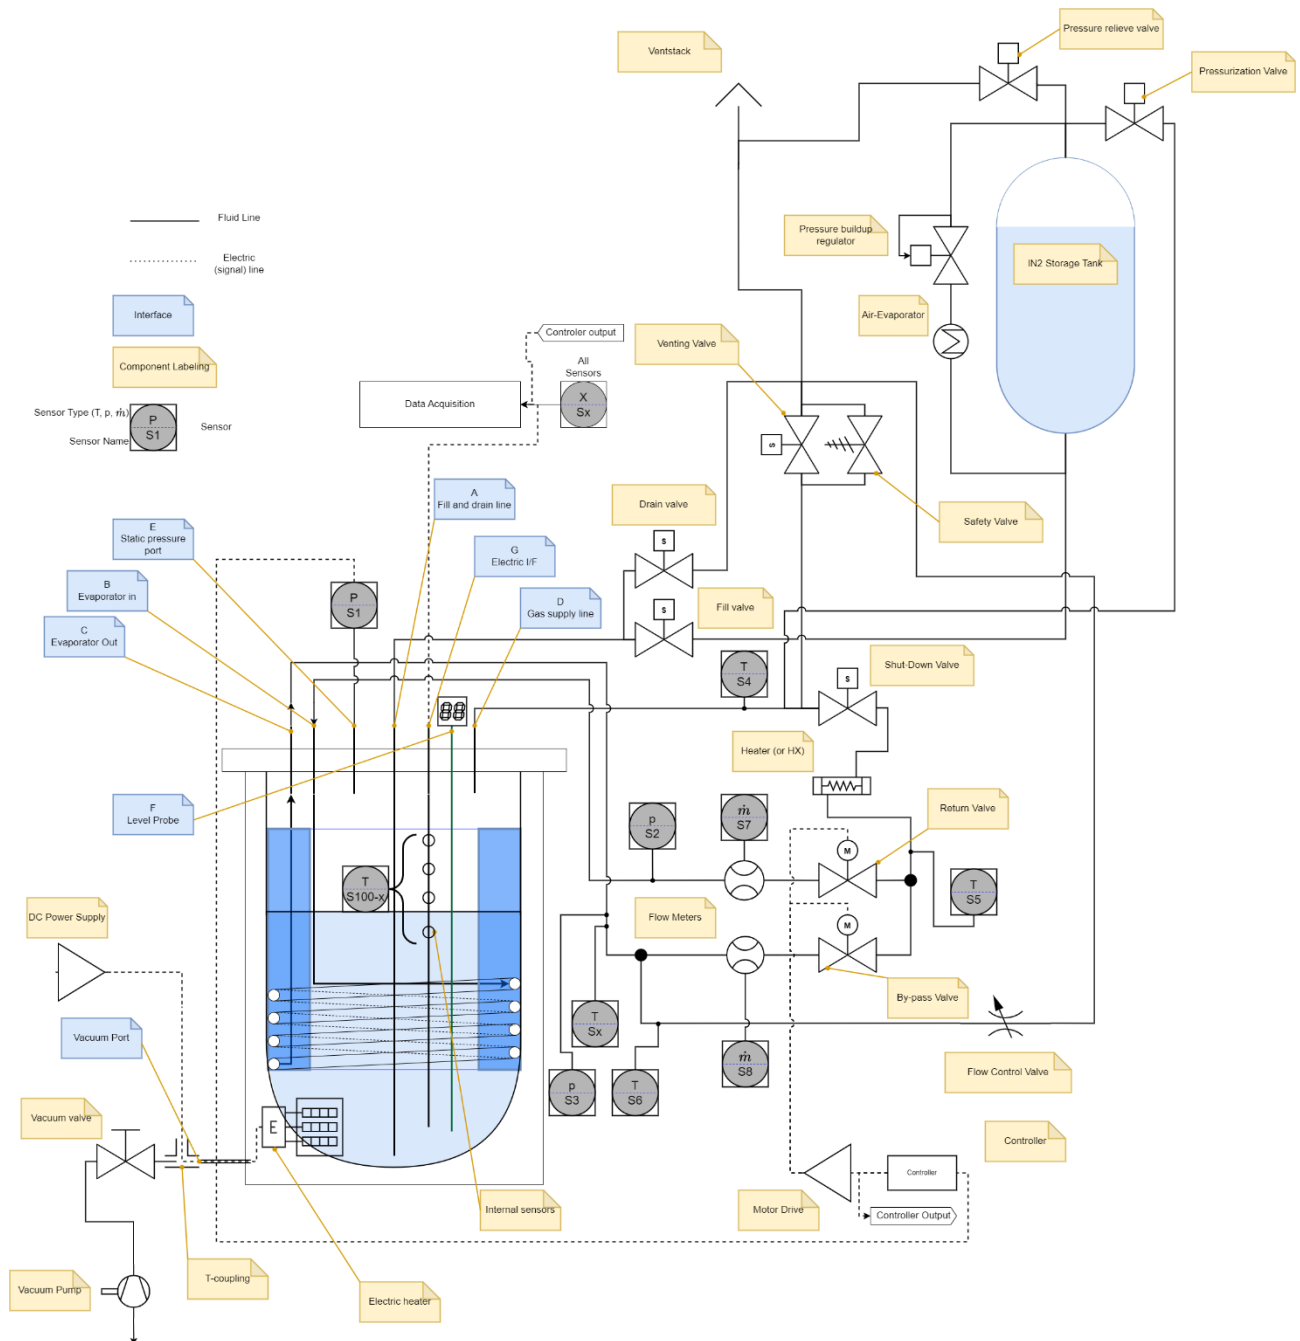 Pressure relieve valve
Ventstack
Pressurization Valve
Fluid Line
Pressure buildup
regulator
Electric
(signal) line
IN2 Storage Tank
Interface
Air-Evaporator
Controler output
Venting Valve
Component Labeling
All
Sensors
X
Sx
Data Acquisition
Sensor Type (T, p, ṁ)
Sensor Name
P
S1
Sensor
S
A
Fill and drain line
Drain valve
Safety Valve
E
Static pressure
port
G
Electric I/F
S
B
Evaporator in
P
S1
D
Gas supply line
S
Fill valve
C
Evaporator Out
T
S4
Shut-Down Valve
S
88
Heater (or HX)
F
Level Probe
p
S2
ṁ
S7
Return Valve
M
T
S100-x
T
S5
DC Power Supply
Flow Meters
M
By-pass Valve
T
Sx
Vacuum Port
p
S3
T
S6
ṁ
S8
Flow Control Valve
Vacuum valve
E
Controller
Controller
Internal sensors
Motor Drive
Controller Output
Vacuum Pump
T-coupling
Electric heater